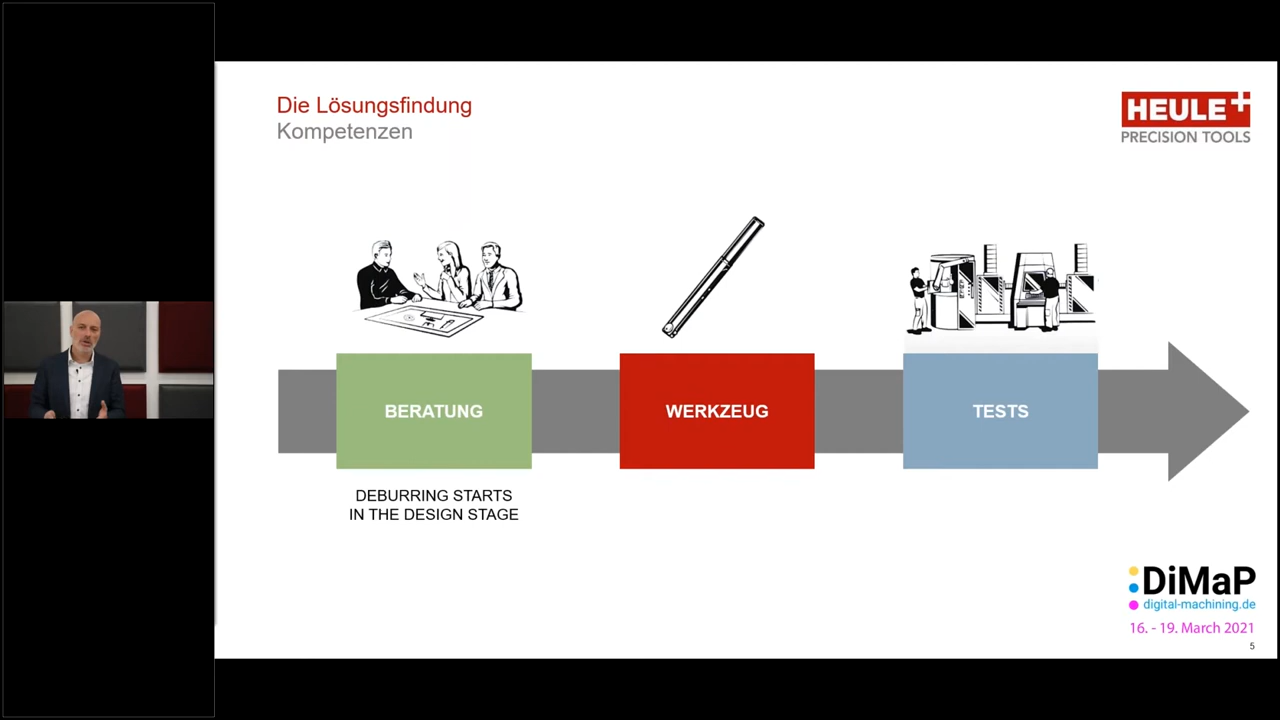 Die Lösungsfindung
Kompetenzen
HEULE
PRECISION TOOLS
BERATUNG
WERKZEUG
TESTS
DEBURRING STARTS
IN THE DESIGN STAGE
DiMaP
digital-machining.de
16. - 19. March 2021
5